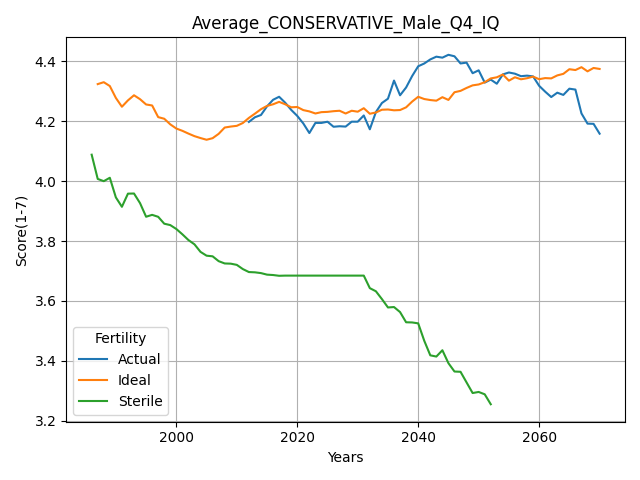 Average_CONSERVATIVE_Male_Q4_IQ
Score(1-7)
4.4
4.2
4.0
3.8
3.6
3.4
3.2
Fertility
Actual
Ideal
Sterile
2000
2020
2040
2060
Years